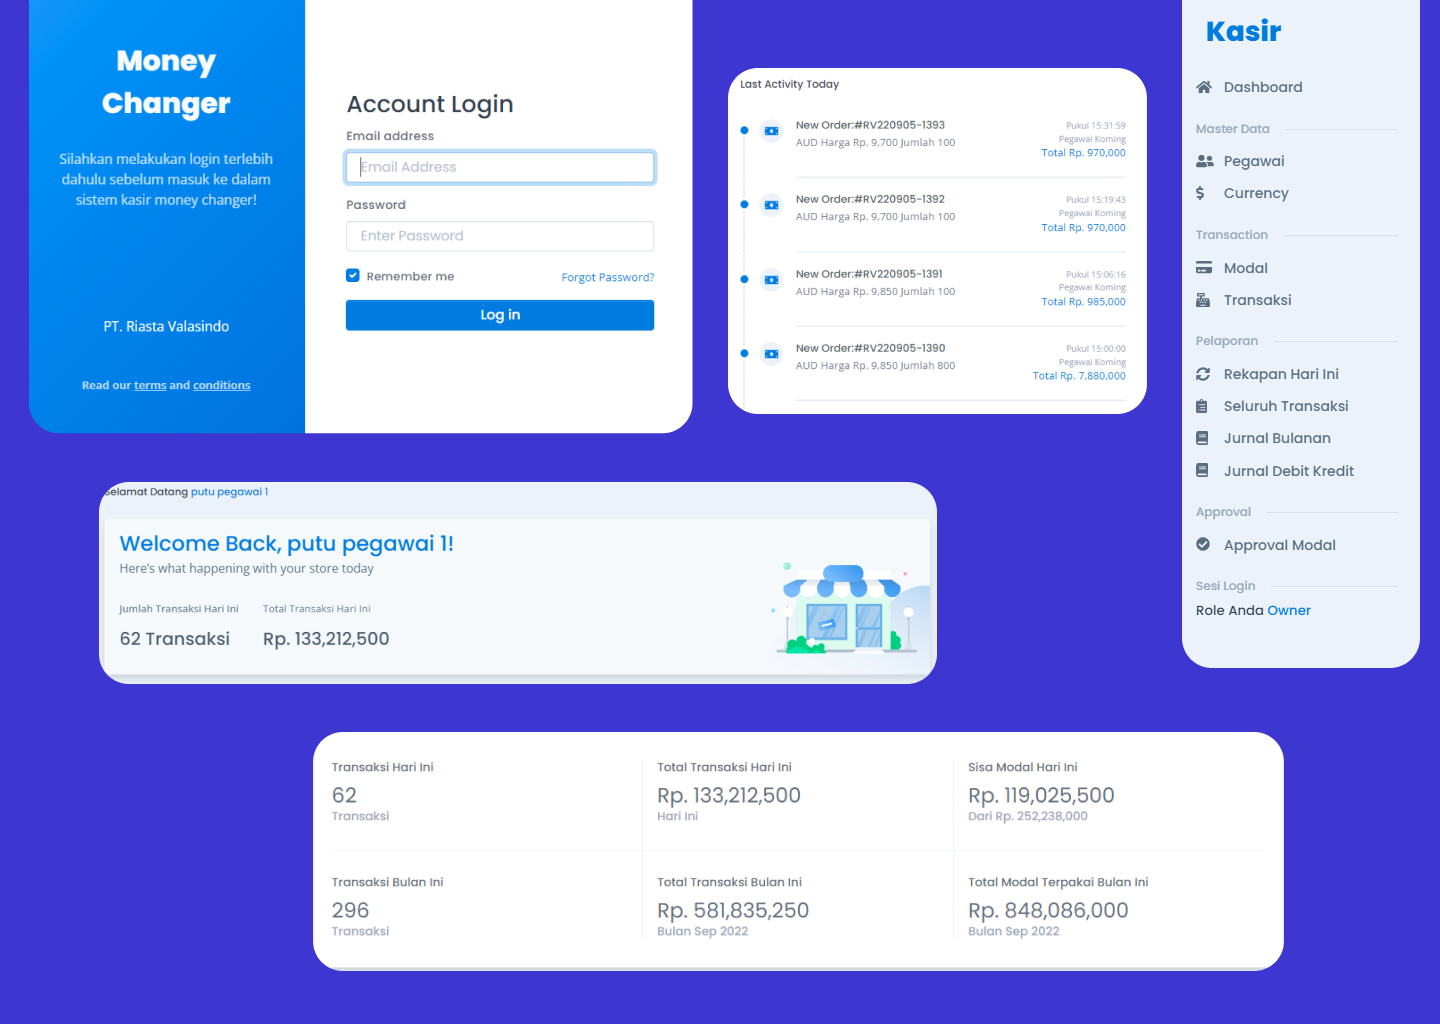 Money
Changer
Silahkan melakukan login terlebih
dahulu sebelum masuk ke dalam
sistem kasir money changer!
PT. Riasta Valasindo
Read our terms and conditions
Account Login
Email address
Email Address
Password
Enter Password
Remember me
Forgot Password?
Log in
Last Activity Today
New Order:#RV220905-1393
AUD Harga Rp. 9,700 Jumlah 100
Pukul 15:31:59
Pegawai Koming
Total Rp. 970,000
New Order:#RV220905-1392
AUD Harga Rp. 9,700 Jumlah 100
Pukul 15:19:43
Pegawai Koming
Total Rp. 970,000
New Order:#RV220905-1391
AUD Harga Rp. 9,850 Jumlah 100
Pukul 15:06:16
Pegawai Koming
Total Rp. 985,000
New Order:#RV220905-1390
AUD Harga Rp. 9,850 Jumlah 800
Pukul 15:00:00
Pegawai Koming
Total Rp. 7,880,000
Kasir
Dashboard
Master Data
Pegawai
Currency
Transaction
Modal
Transaksi
Pelaporan
Rekapan Hari Ini
Seluruh Transaksi
Jurnal Bulanan
Jurnal Debit Kredit
Approval
Approval Modal
Sesi Login
Role Anda Owner
Selamat Datang putu pegawai 1
Welcome Back, putu pegawai 1!
Here's what happening with your store today
Jumlah Transaksi Hari Ini
62 Transaksi
Total Transaksi Hari Ini
Rp. 133,212,500
Transaksi Hari Ini
62
Transaksi
Total Transaksi Hari Ini
Rp. 133,212,500
Hari Ini
Sisa Modal Hari Ini
Rp. 119,025,500
Dari Rp. 252,238,000
Transaksi Bulan Ini
296
Transaksi
Total Transaksi Bulan Ini
Rp. 581,835,250
Bulan Sep 2022
Total Modal Terpakai Bulan Ini
Rp. 848,086,000
Bulan Sep 2022